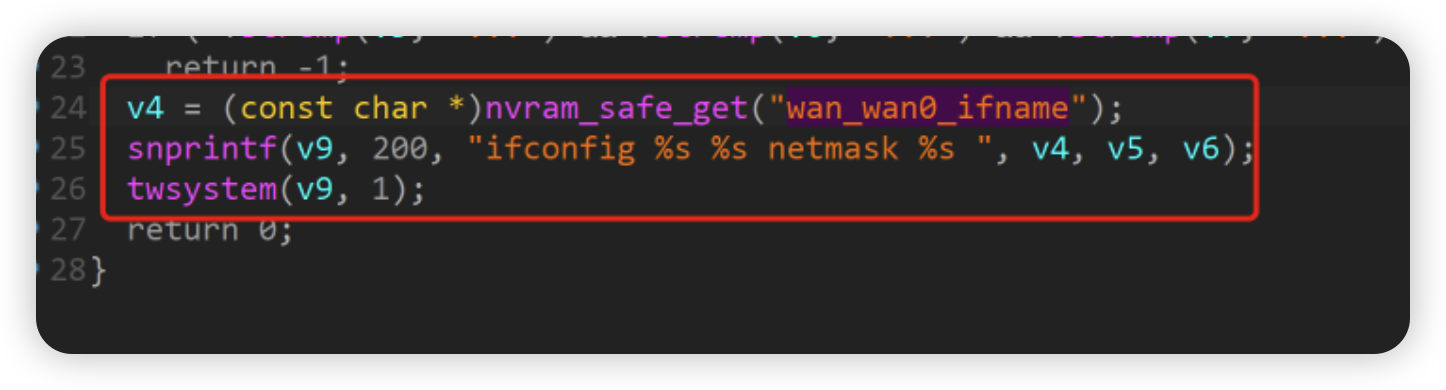 23 return -1;
24 v4 = (const char *)nvram_safe_get("wan_wan0_ifname");
25 snprintf(v9, 200, "ifconfig %s %s netmask %s ", v4, v5, v6);
26 twsystem(v9, 1);
27 return 0;
28 }